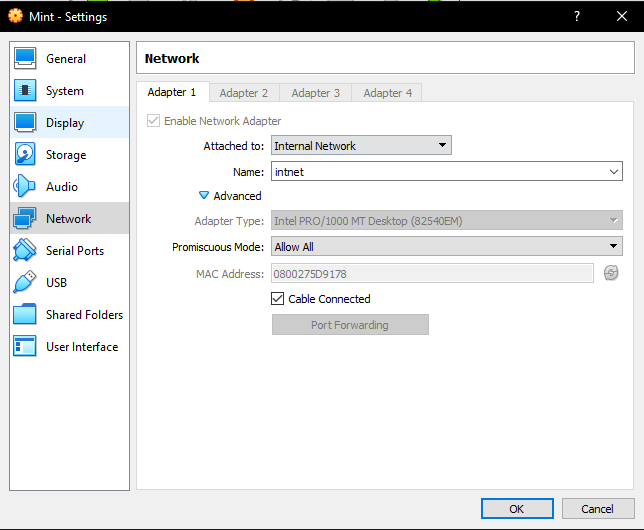 Mint - Settings
?
General
System
Display
Storage
Audio
Network
Serial Ports
USB
Shared Folders
User Interface
Network
Adapter 1 Adapter 2 Adapter 3 Adapter 4
Enable Network Adapter
Attached to: Internal Network
Name: intnet
Advanced
Adapter Type: Intel PRO/1000 MT Desktop (82540EM)
Promiscuous Mode: Allow All
MAC Address: 0800275D9178
Cable Connected
Port Forwarding
OK Cancel